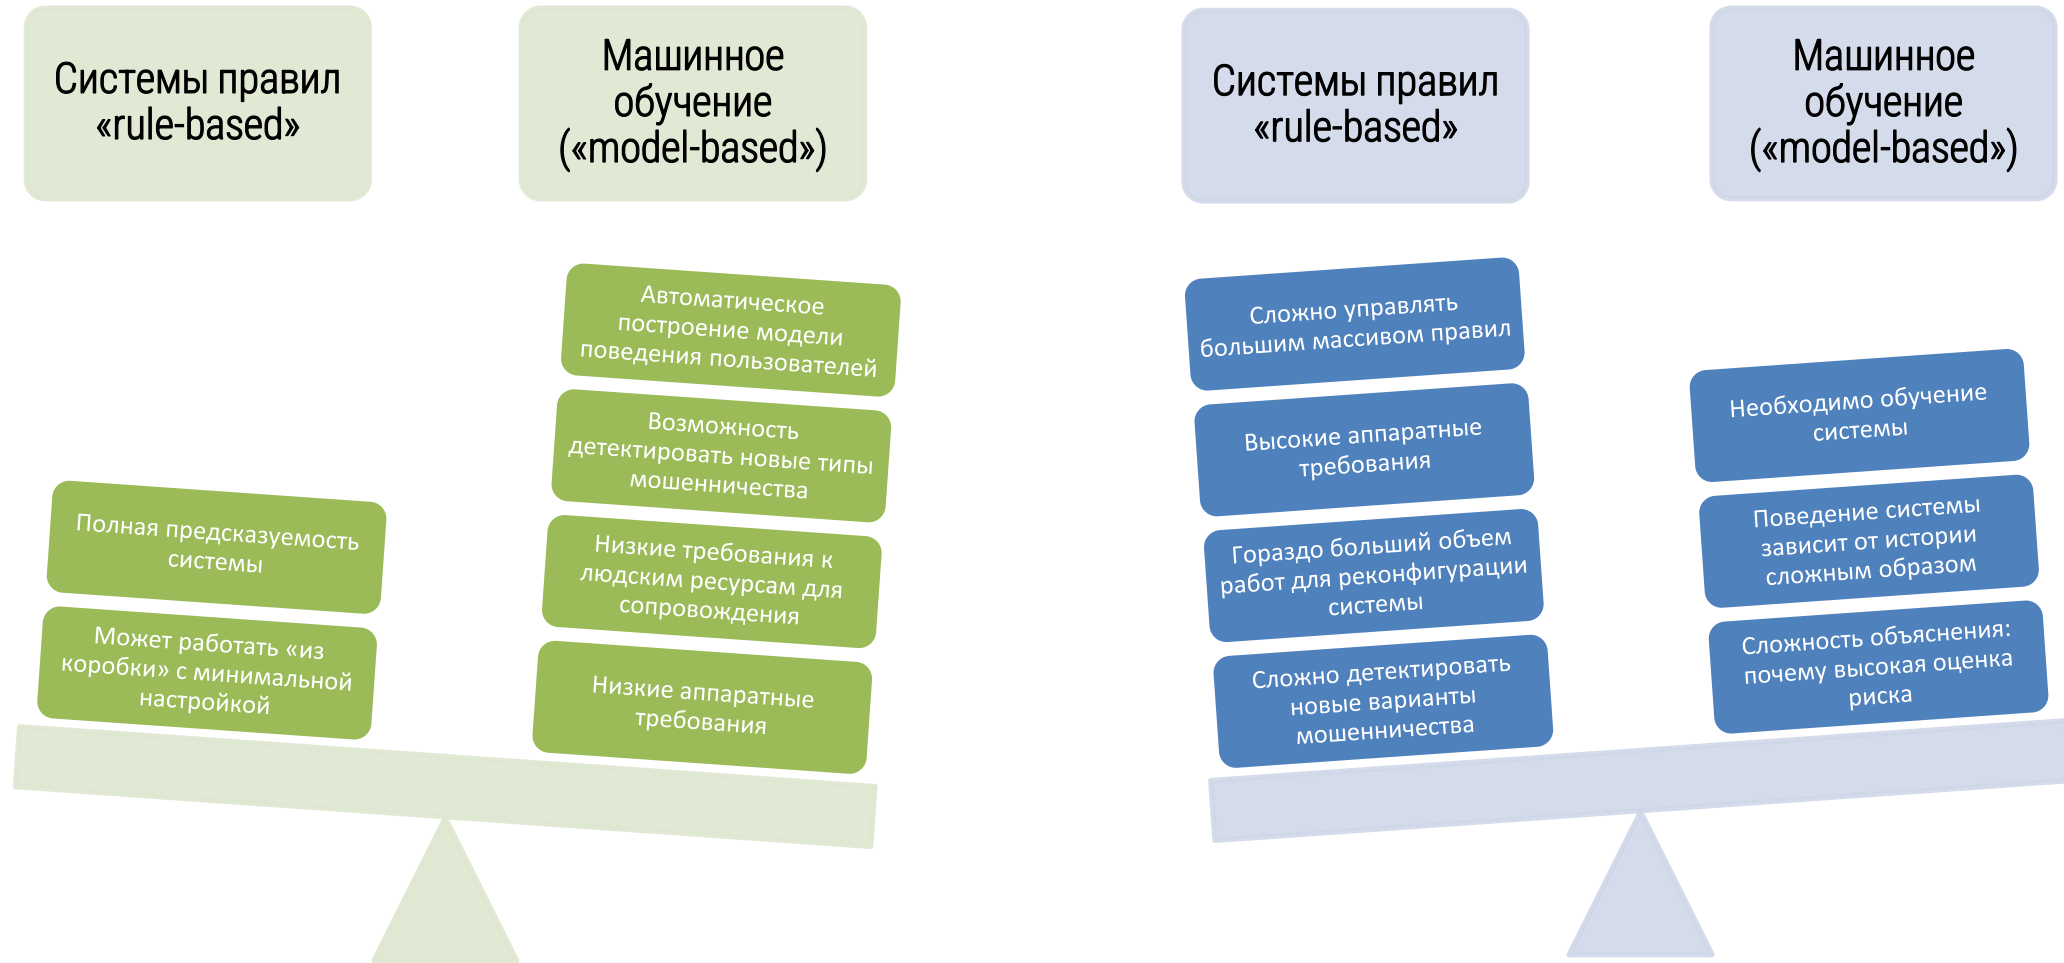 Системы правил
«rule-based»
Машинное
обучение
(«model-based»)
Автоматическое
построение модели
поведения пользователей
Возможность
детектировать новые типы
мошенничества
Полная предсказуемость
системы
Низкие требования к
людским ресурсам для
сопровождения
Может работать «из
коробки» с минимальной
настройкой
Низкие аппаратные
требования
Системы правил
«rule-based»
Машинное
обучение
(«model-based»)
Сложно управлять
большим массивом правил
Высокие аппаратные
требования
Гораздо больший объем
работ для реконфигурации
системы
Сложно детектировать
новые варианты
мошенничества
Необходимо обучение
системы
Поведение системы
зависит от истории
сложным образом
Сложность объяснения:
почему высокая оценка
риска